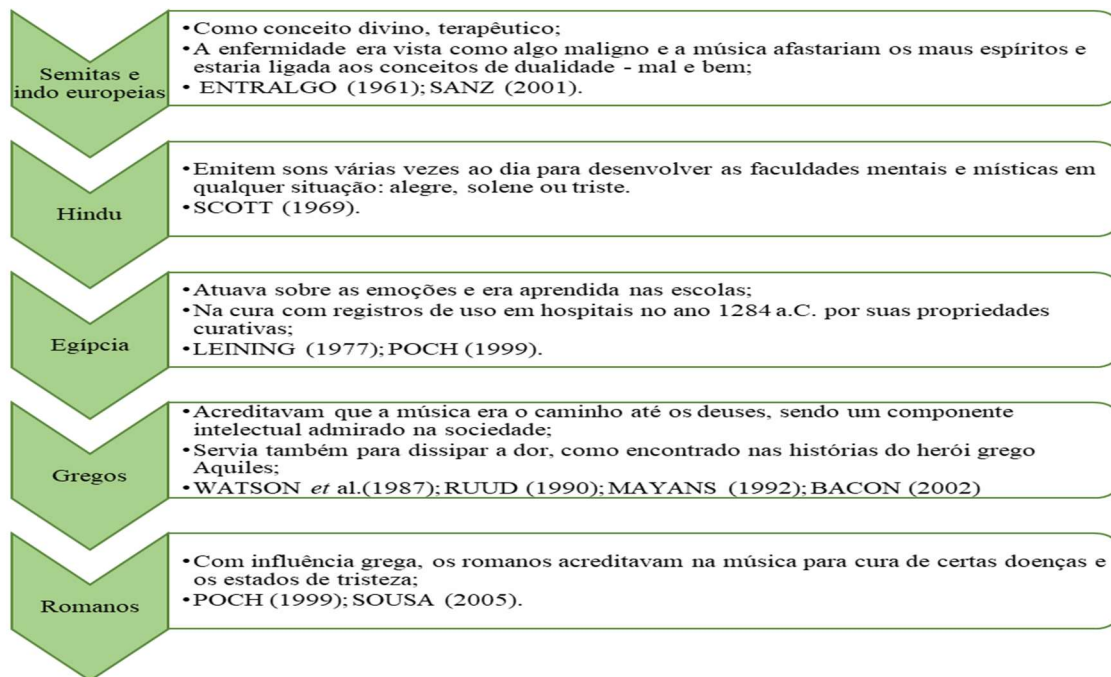 Semitas e
indo europeias
•Como conceito divino, terapêutico;
•A enfermidade era vista como algo maligno e a música afastariam os maus espíritos e
estaria ligada aos conceitos de dualidade - mal e bem;
• ENTRALGO (1961); SANZ (2001).
Hindu
•Emitem sons várias vezes ao dia para desenvolver as faculdades mentais e místicas em
qualquer situação: alegre, solene ou triste.
•SCOTT (1969).
Egípcia
•Atuava sobre as emoções e era aprendida nas escolas;
•Na cura com registros de uso em hospitais no ano 1284 a.C. por suas propriedades
curativas;
•LEINING (1977); POCH (1999).
Gregos
•Acreditavam que a música era o caminho até os deuses, sendo um componente
intelectual admirado na sociedade;
•Servia também para dissipar a dor, como encontrado nas histórias do herói grego
Aquiles;
•WATSON et al.(1987); RUUD (1990); MAYANS (1992); BACON (2002)
Romanos
•Com influência grega, os romanos acreditavam na música para cura de certas doenças e
os estados de tristeza;
•POCH (1999); SOUSA (2005).